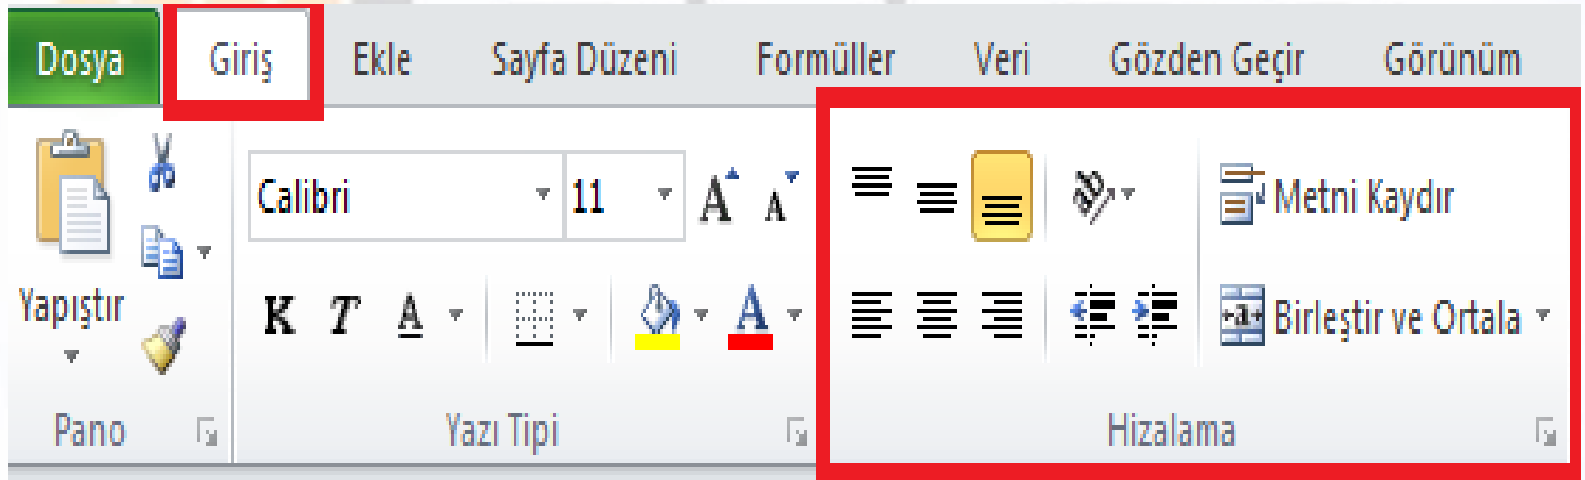 Dosya Giriş Ekle Sayfa Düzeni Formüller Veri Gözden Geçir Görünüm
Calibri 11 A A Metni Kaydır
Yapıştır K T A A Birleştir ve Ortala
Pano Yazı Tipi Hizalama